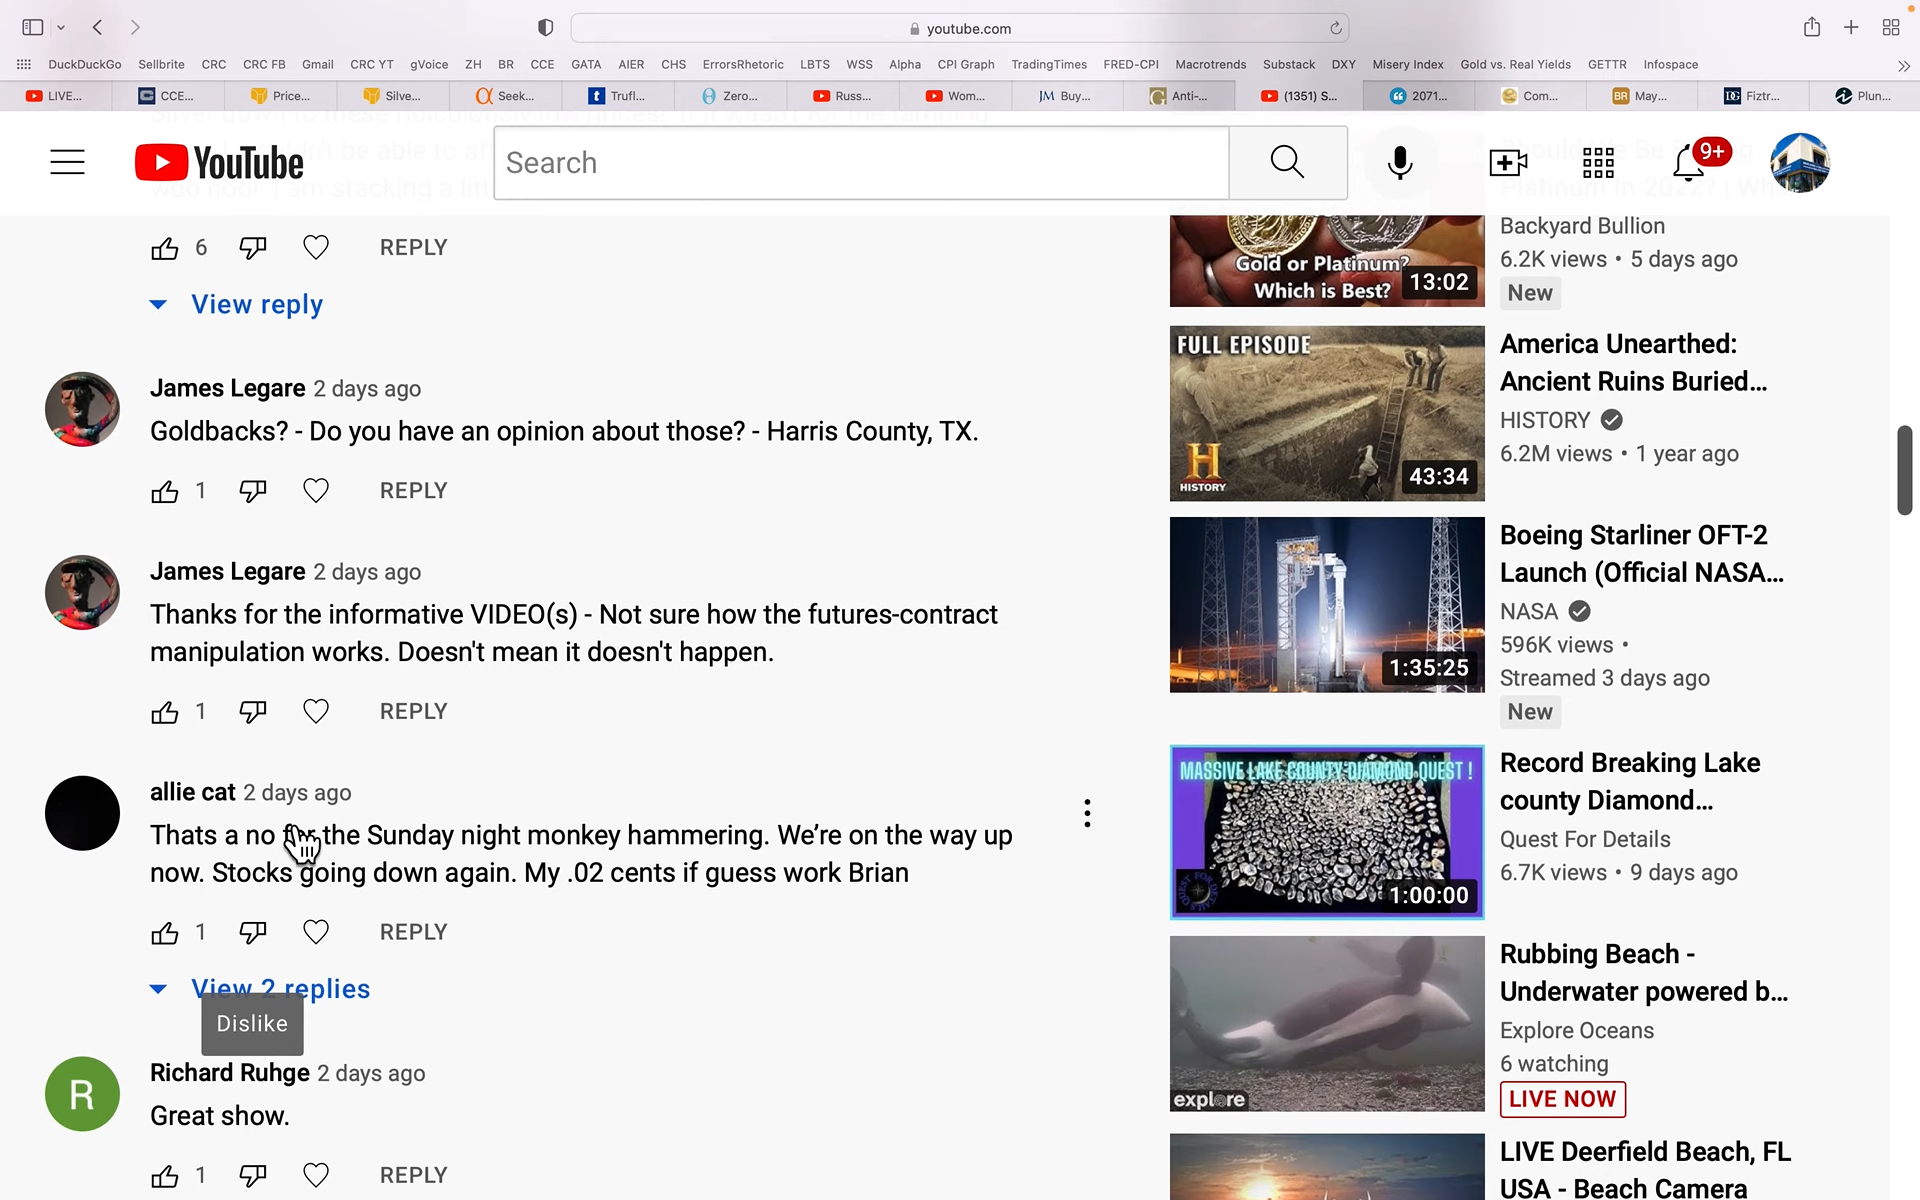 youtube.com
DuckDuckGo Sellbrite CRC CRC FB Gmail CRC YT gVoice ZH BR CCE GATA AIER CHS ErrorsRhetoric LBTS WSS Alpha CPI Graph TradingTimes FRED-CPI Macrotrends Substack DXY Misery Index Gold vs. Real Yields GETTR Infospace
LIVE... CCE... Price... Silve... Seek... Trufl... Zero... Russ... Wom... JM Buy... Anti-... (1351) S... 2071... Com... BR May... DG Fiztr... Plun...
YouTube
Search
9+
6
REPLY
View reply
James Legare 2 days ago
Goldbacks? - Do you have an opinion about those? - Harris County, TX.
1
REPLY
James Legare 2 days ago
Thanks for the informative VIDEO(s) - Not sure how the futures-contract
manipulation works. Doesn't mean it doesn't happen.
1
REPLY
allie cat 2 days ago
Thats a no the Sunday night monkey hammering. We’re on the way up
now. Stocks going down again. My .02 cents if guess work Brian
1
REPLY
View 2 replies
Dislike
R
Richard Ruhge 2 days ago
Great show.
1
REPLY
Gold or Platinum?
Which is Best?
13:02
Backyard Bullion
6.2K views • 5 days ago
New
FULL EPISODE
H
HISTORY
43:34
America Unearthed:
Ancient Ruins Buried...
HISTORY
6.2M views • 1 year ago
1:35:25
Boeing Starliner OFT-2
Launch (Official NASA...
NASA
596K views •
Streamed 3 days ago
New
MASSIVE LAKE COUNTY DIAMOND QUEST !
QUEST FOR DETAILS
1:00:00
Record Breaking Lake
county Diamond...
Quest For Details
6.7K views • 9 days ago
explore
Rubbing Beach -
Underwater powered b...
Explore Oceans
6 watching
LIVE NOW
LIVE Deerfield Beach, FL
USA - Beach Camera